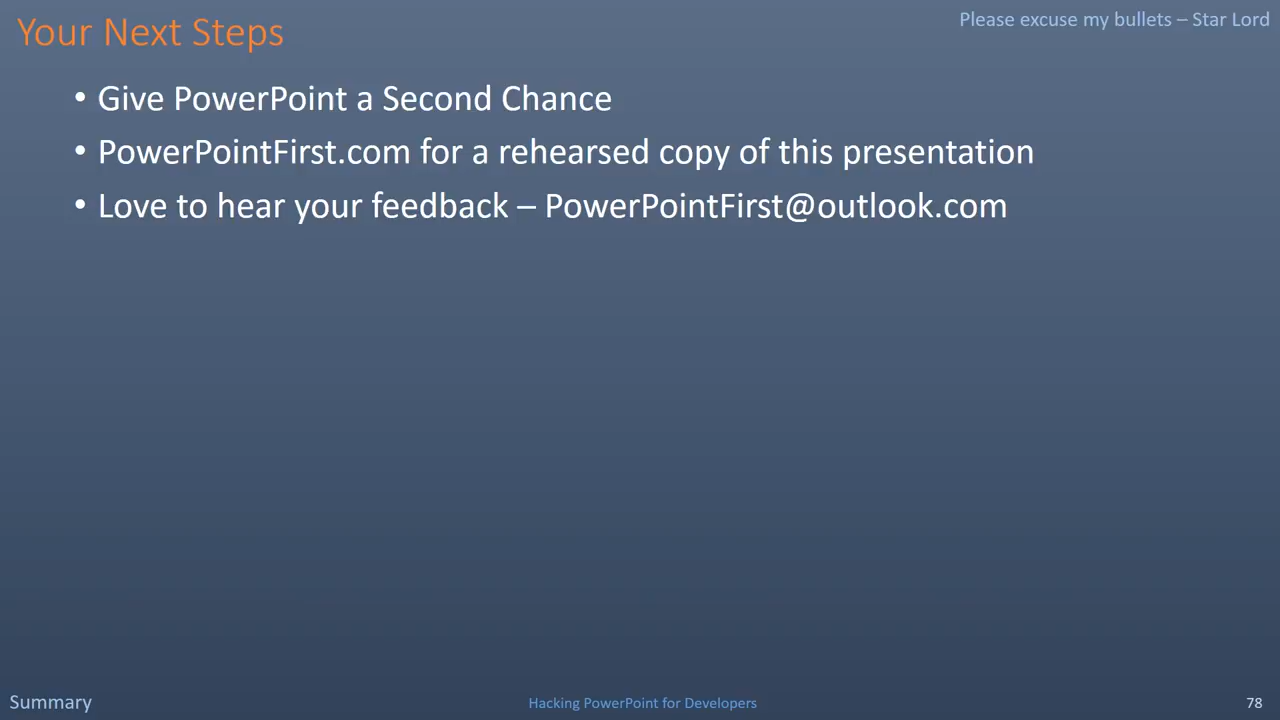 Your Next Steps
Please excuse my bullets – Star Lord
• Give PowerPoint a Second Chance
• PowerPointFirst.com for a rehearsed copy of this presentation
• Love to hear your feedback – PowerPointFirst@outlook.com
Summary
Hacking PowerPoint for Developers
78